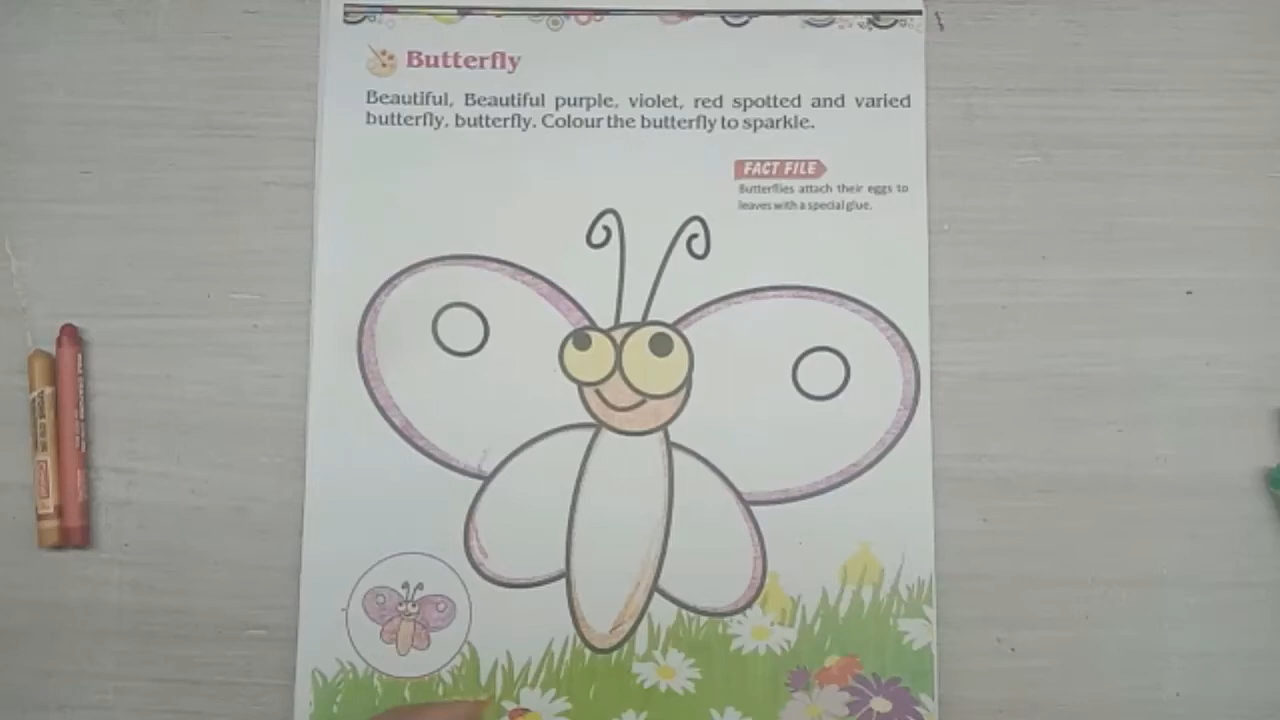 Butterfly
Beautiful, Beautiful purple, violet, red spotted and varied
butterfly, butterfly. Colour the butterfly to sparkle.
FACT FILE
Butterflies attach their eggs to
leaves with a special glue.